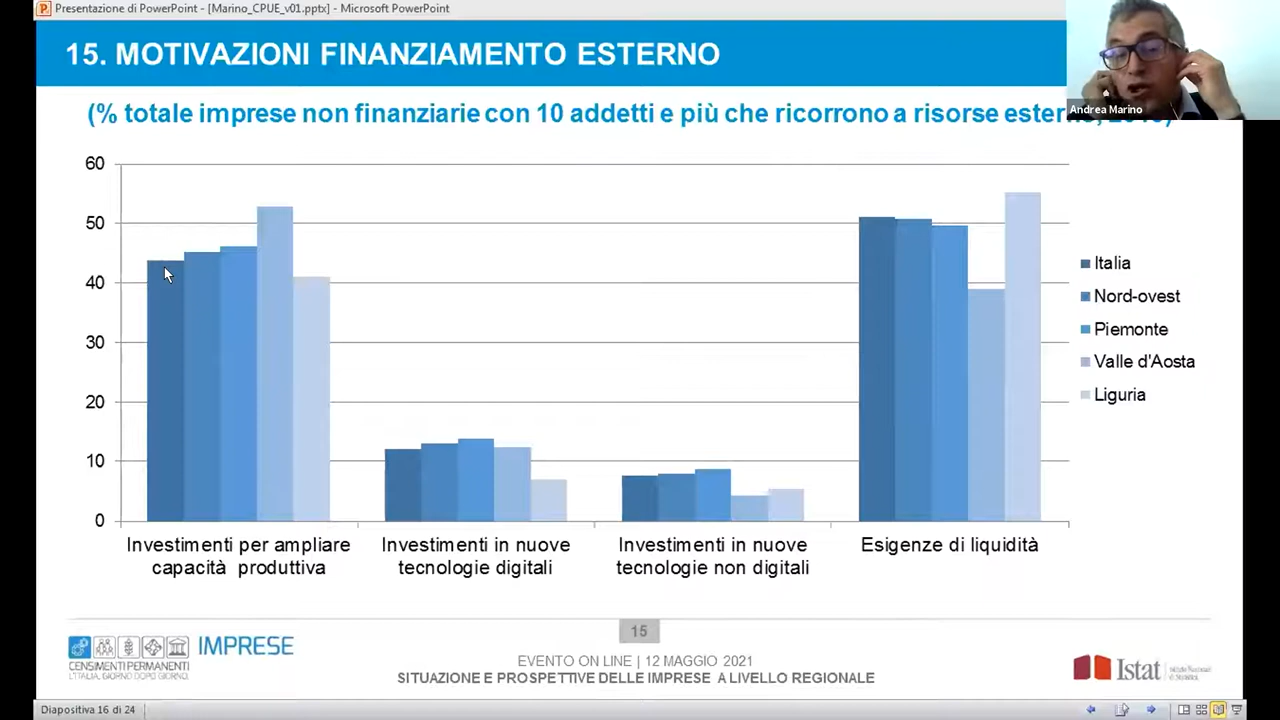 Presentazione di PowerPoint - [Marino_CPUE_v01.pptx] - Microsoft PowerPoint
15. MOTIVAZIONI FINANZIAMENTO ESTERNO
Andrea Marino
(% totale imprese non finanziarie con 10 addetti e più che ricorrono a risorse
60
50
40
30
20
10
0
Italia
Nord-ovest
Piemonte
Valle d'Aosta
Liguria
Investimenti per ampliare
capacità produttiva
Investimenti in nuove
tecnologie digitali
Investimenti in nuove
tecnologie non digitali
Esigenze di liquidità
15
IMPRESE
CENSIMENTI PERMANENTI
L'ITALIA, GIORNO DOPO GIORNO.
EVENTO ON LINE | 12 MAGGIO 2021
SITUAZIONE E PROSPETTIVE DELLE IMPRESE A LIVELLO REGIONALE
Istat
Diapositiva 16 di 24